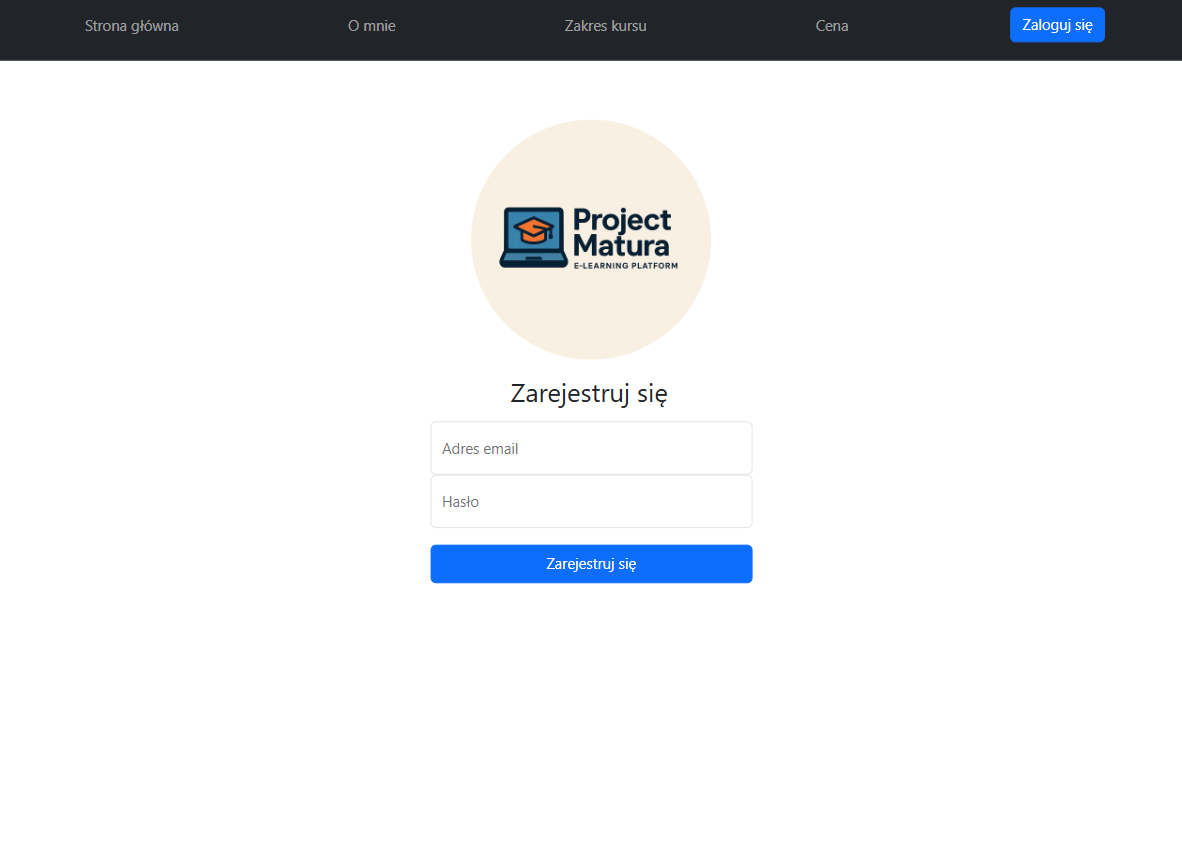 Strona główna
O mnie
Zakres kursu
Cena
Zaloguj się
Project
Matura
E-LEARNING PLATFORM
Zarejestruj się
Adres email
Hasło
Zarejestruj się